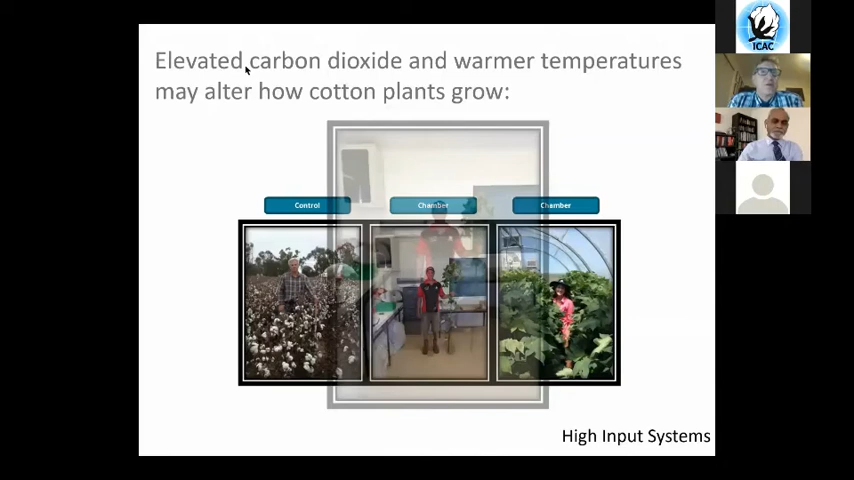 Elevated carbon dioxide and warmer temperatures
may alter how cotton plants grow:
Control
Chamber
Chamber
High Input Systems
ICAC